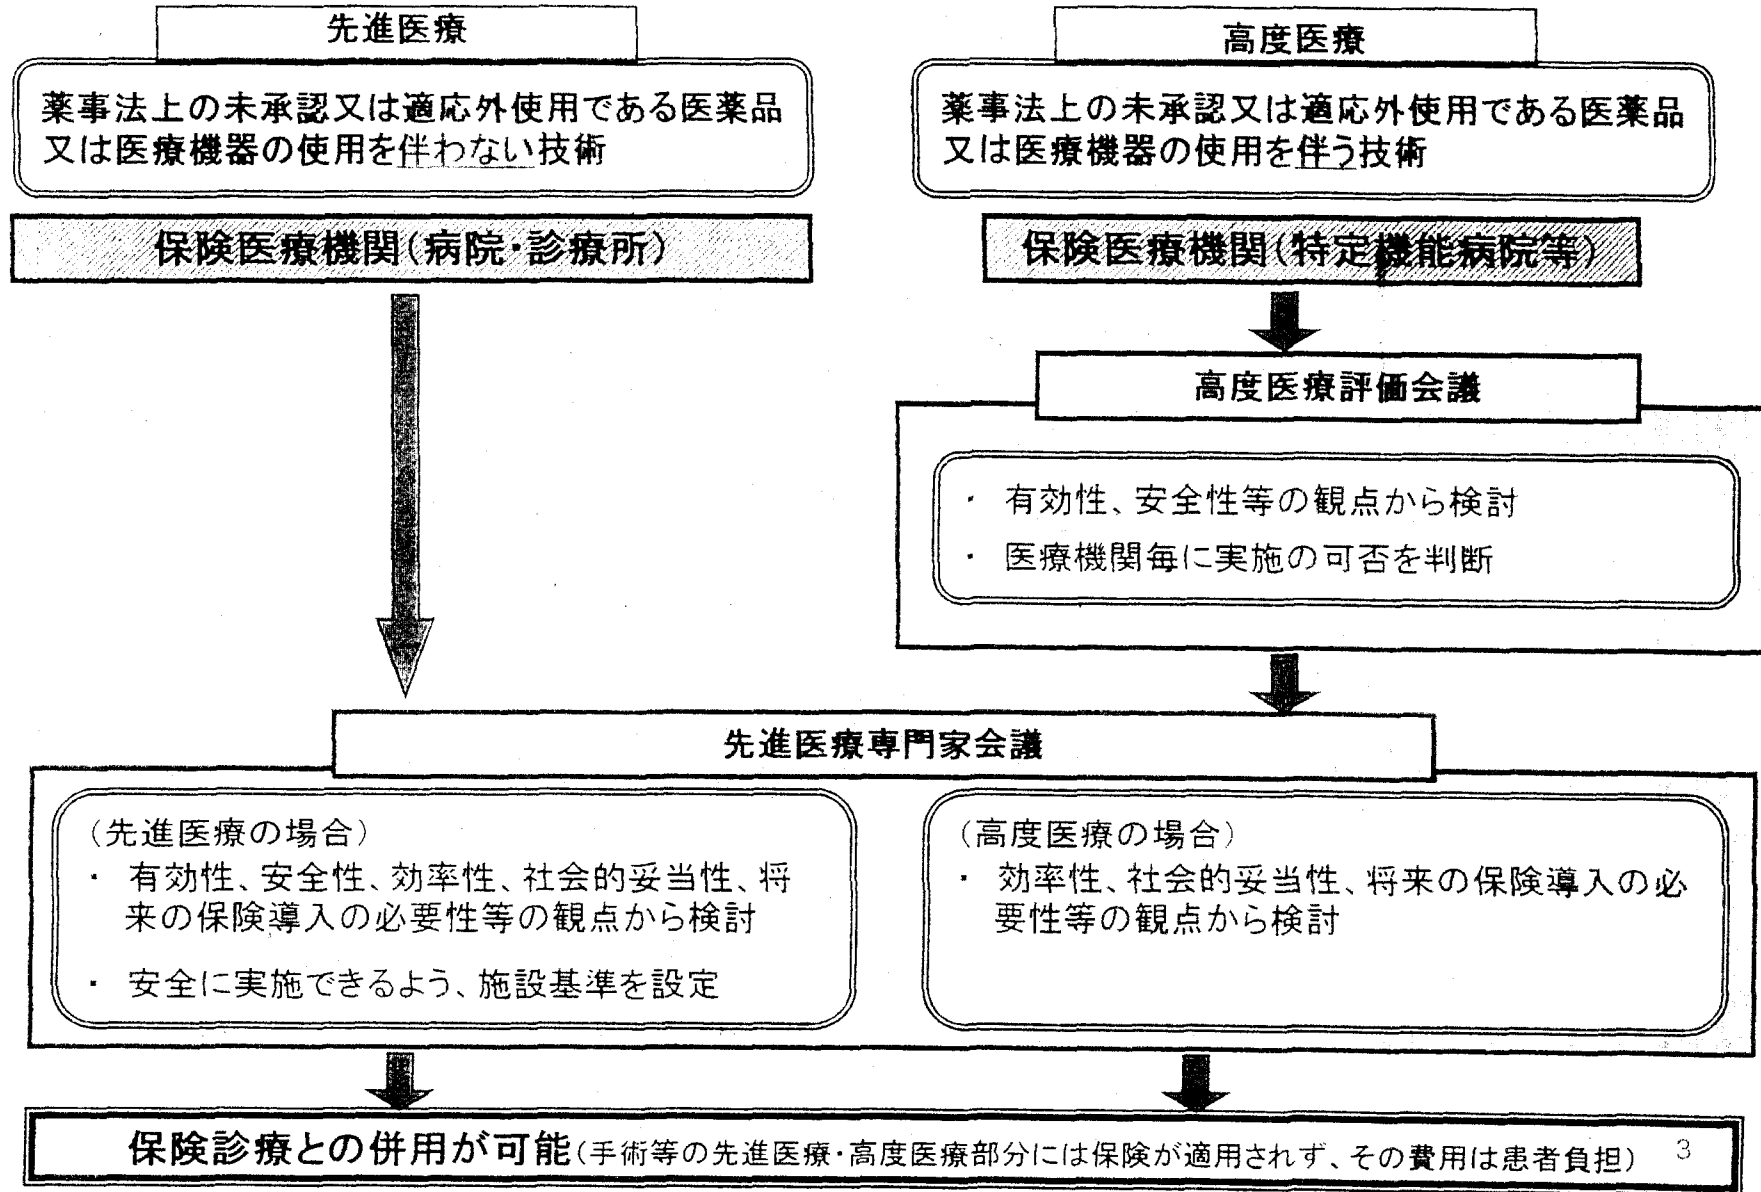 先進医療
薬事法上の未承認又は適応外使用である医薬品
又は医療機器の使用を伴わない技術
保険医療機関(病院・診療所)
高度医療
薬事法上の未承認又は適応外使用である医薬品
又は医療機器の使用を伴う技術
保険医療機関(特定機能病院等)
高度医療評価会議
・ 有効性、安全性等の観点から検討
・ 医療機関毎に実施の可否を判断
先進医療専門家会議
(先進医療の場合)
・ 有効性、安全性、効率性、社会的妥当性、将
来の保険導入の必要性等の観点から検討
・ 安全に実施できるよう、施設基準を設定
(高度医療の場合)
・ 効率性、社会的妥当性、将来の保険導入の必
要性等の観点から検討
保険診療との併用が可能(手術等の先進医療・高度医療部分には保険が適用されず、その費用は患者負担)
3